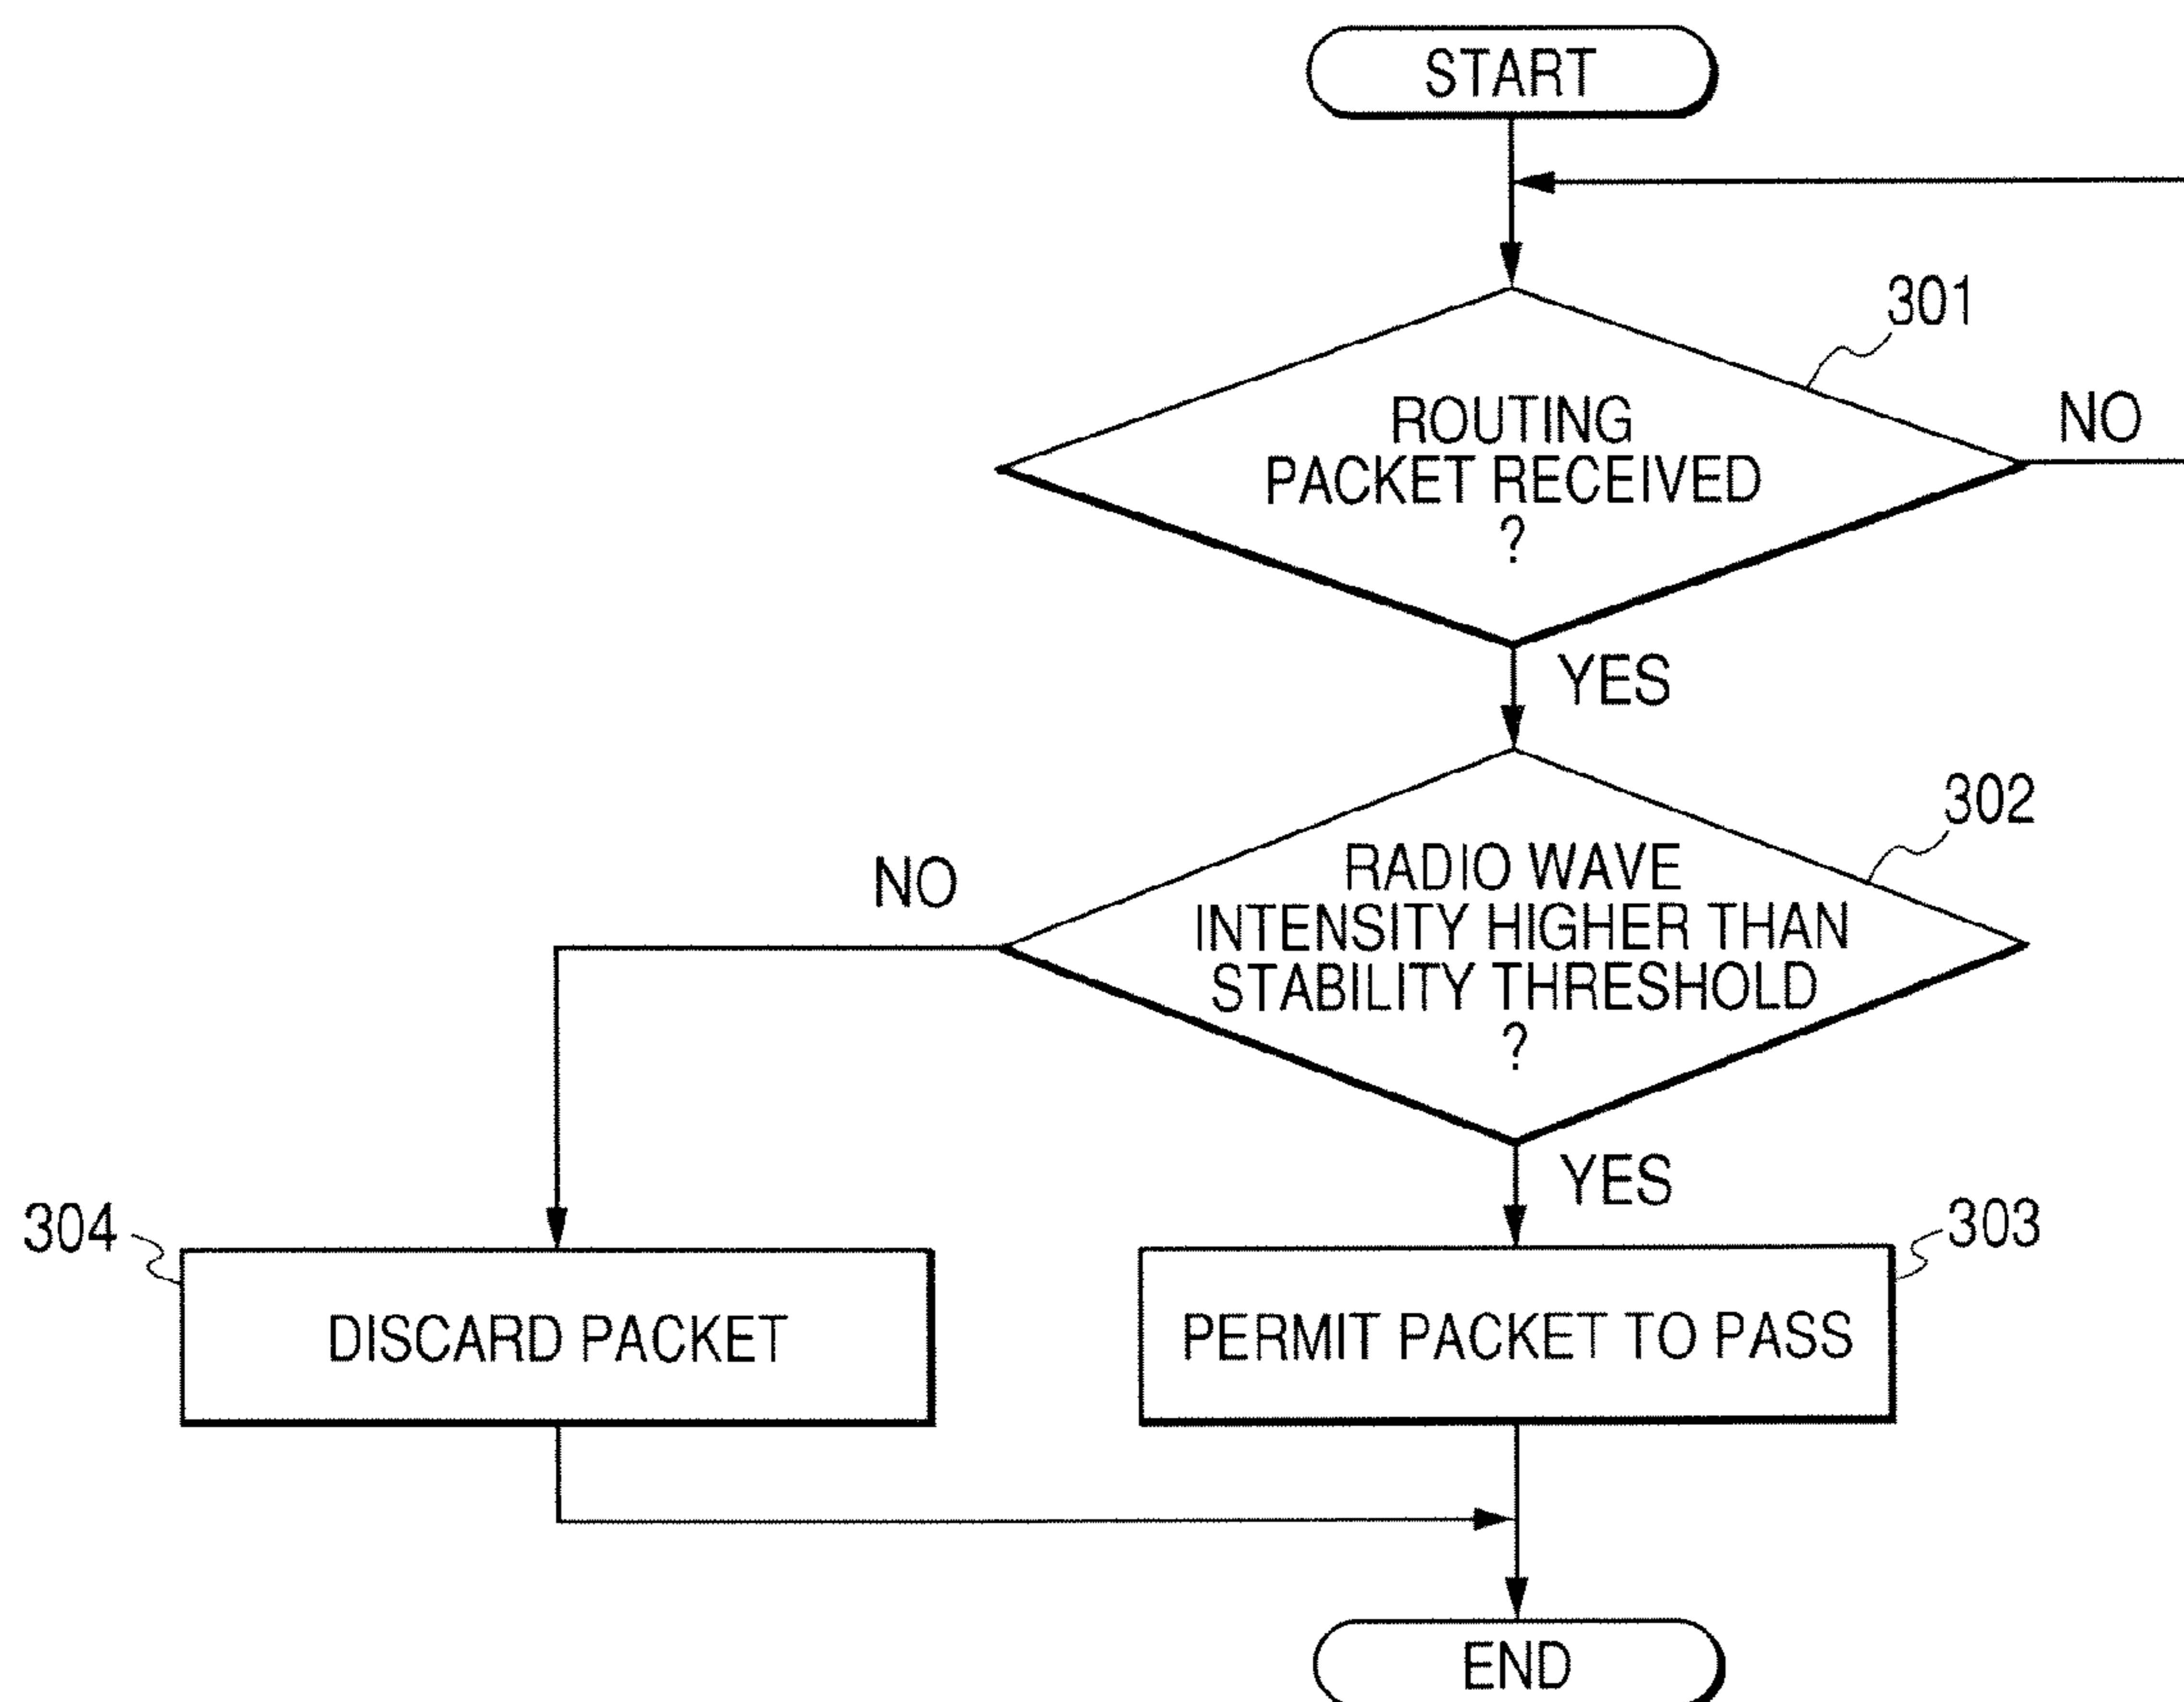 START
301
ROUTING
PACKET RECEIVED
?
NO
YES
302
RADIO WAVE
INTENSITY HIGHER THAN
STABILITY THRESHOLD
?
NO
YES
304
DISCARD PACKET
303
PERMIT PACKET TO PASS
END